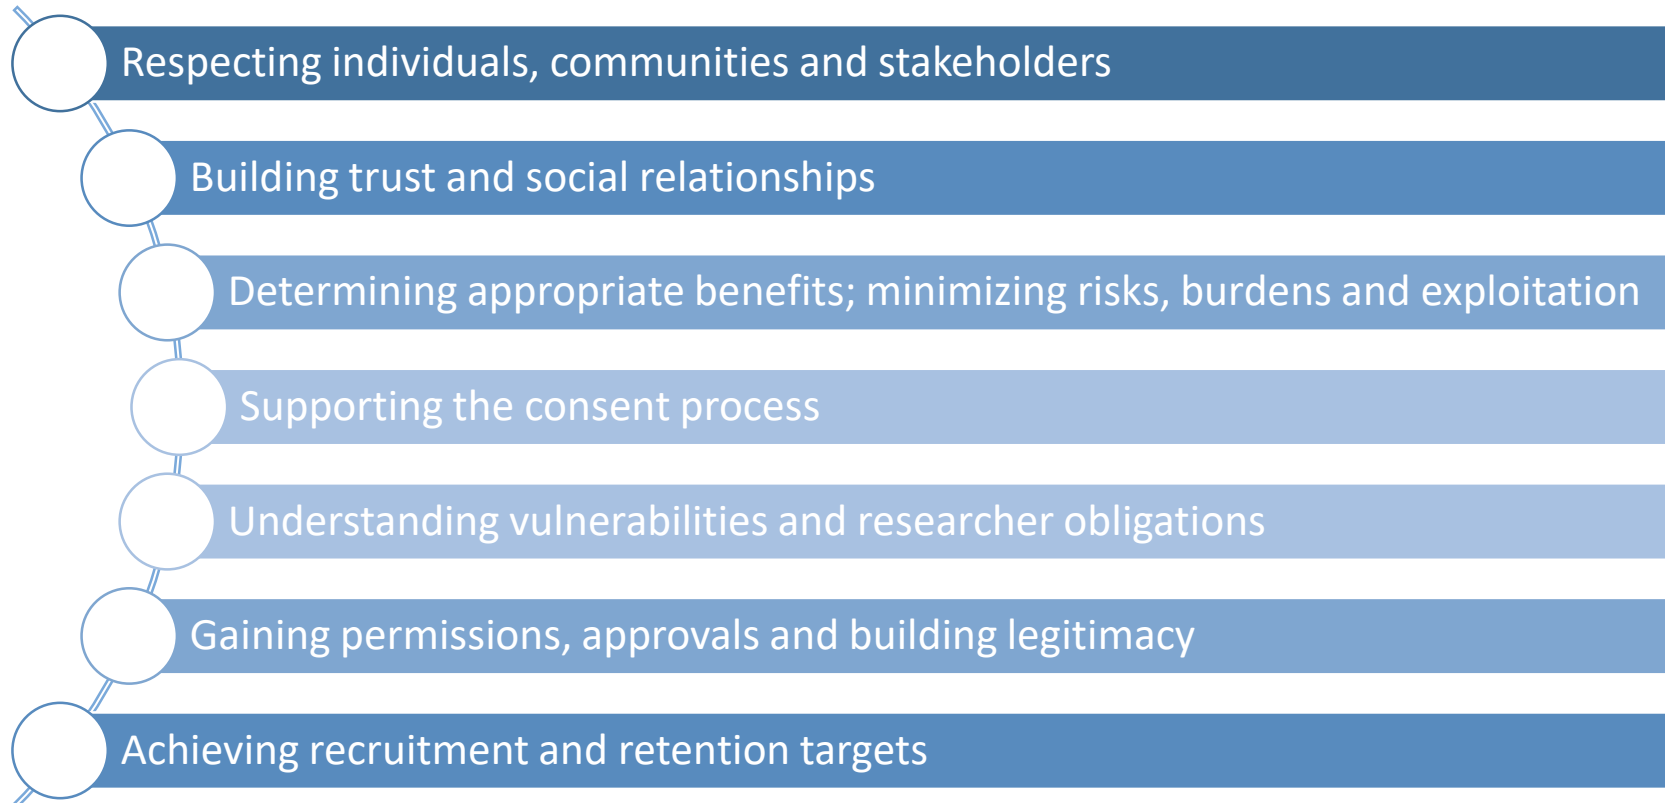 Respecting individuals, communities and stakeholders
Building trust and social relationships
Determining appropriate benefits; minimizing risks, burdens and exploitation
Supporting the consent process
Understanding vulnerabilities and researcher obligations
Gaining permissions, approvals and building legitimacy
Achieving recruitment and retention targets